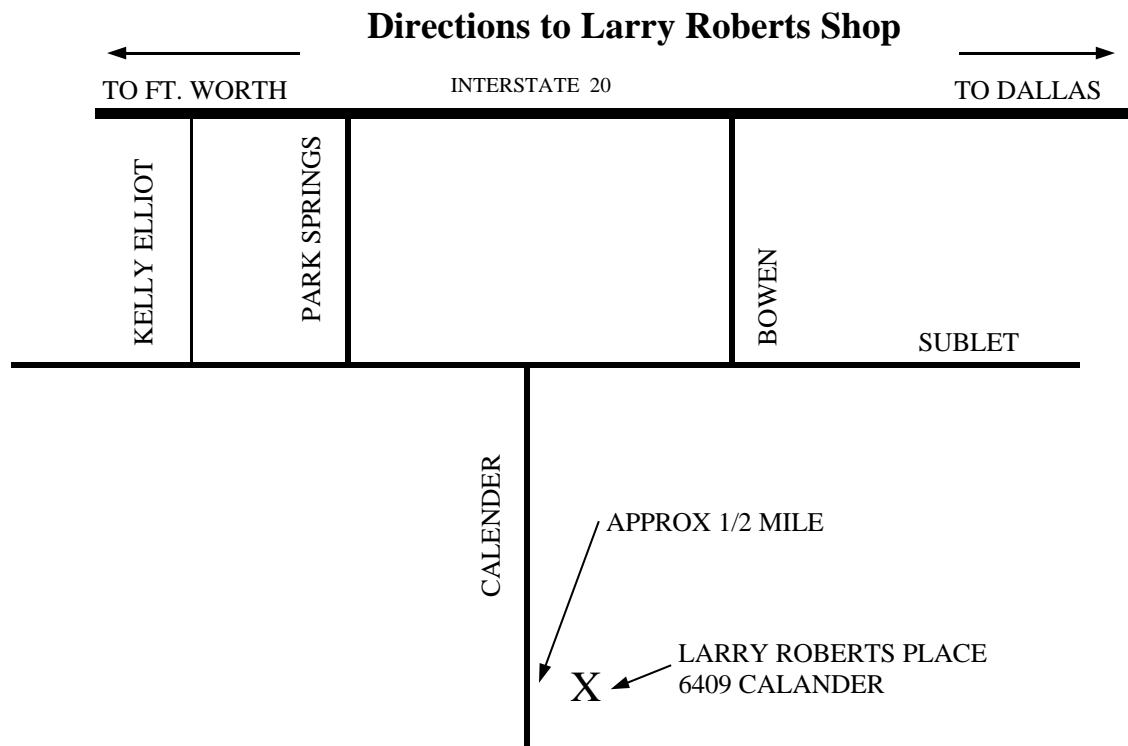 Directions to Larry Roberts Shop
TO FT. WORTH
INTERSTATE 20
TO DALLAS
KELLY ELLIOT
PARK SPRINGS
BOWEN
SUBLET
CALENDER
APPROX 1/2 MILE
LARRY ROBERTS PLACE
6409 CALANDER
X